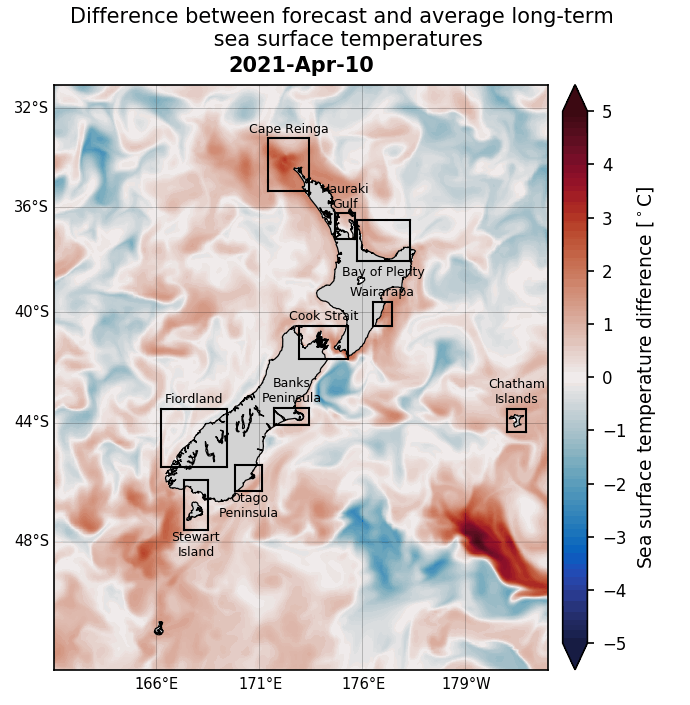 Difference between forecast and average long-term
sea surface temperatures
2021-Apr-10
32°S
36°S
40°S
44°S
48°S
166°E
171°E
176°E
179°W
Cape Reinga
Hauraki
Gulf
Bay of Plenty
Wairarapa
Cook Strait
Banks
Peninsula
Fiordland
Chatham
Islands
Otago
Peninsula
Stewart
Island
5
4
3
2
1
0
−1
−2
−3
−4
−5
Sea surface temperature difference [°C]